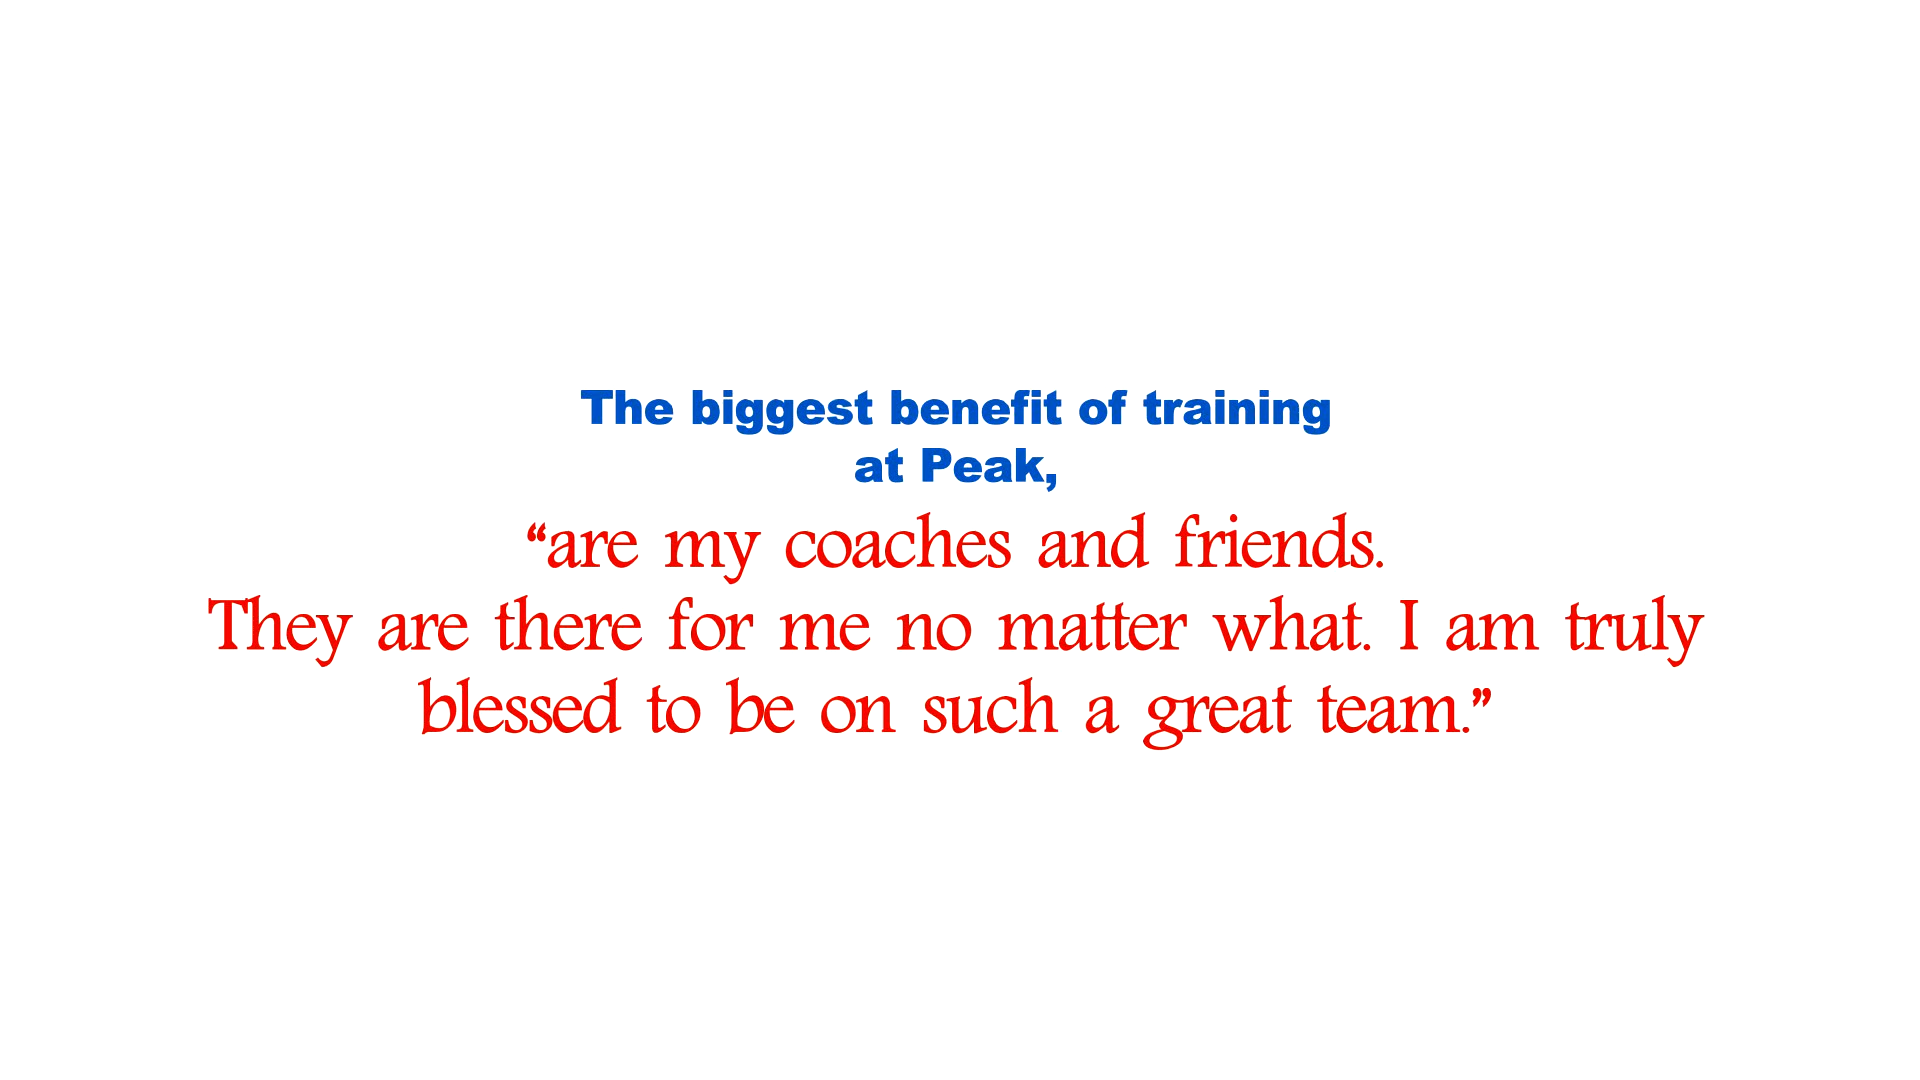 The biggest benefit of training
at Peak,
“are my coaches and friends.
They are there for me no matter what. I am truly
blessed to be on such a great team.”